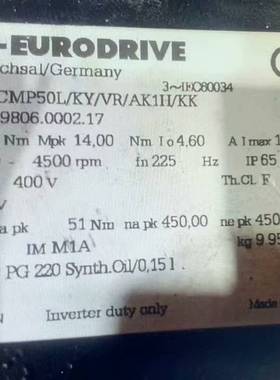 -EURODRIVE
chsal/Germany
3~IEC60034
CMP50L/KY/VR/AK1H/KK
9806.0002.17
Nm Mpk 14,00 Nm Io 4,60 A Imax 1
4500 rpm fn 225 Hz IP 65
400 V Th.Cl. F
V
a pk 51 Nm na pk 450,00 ne pk 450
IM M1A kg 9.95
PG 220 Synth.Oil/0,15 l
N Inverter duty only Made